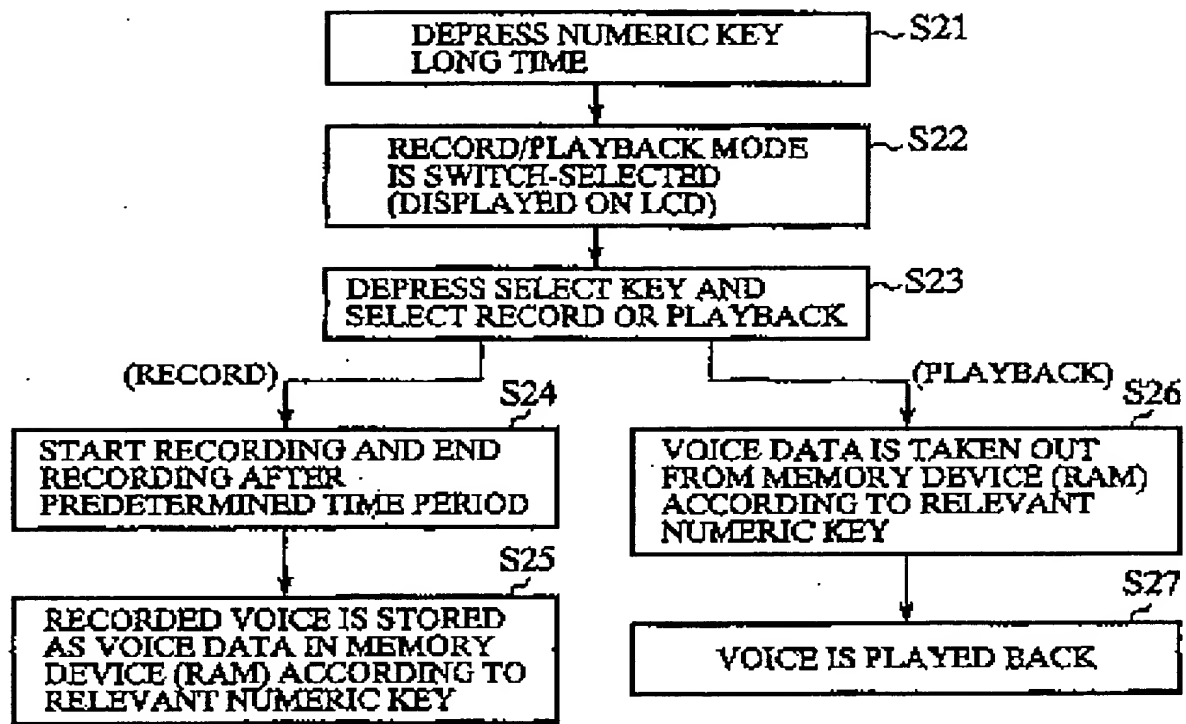 DEPRESS NUMERIC KEY
LONG TIME
S21
RECORD/PLAYBACK MODE
IS SWITCH-SELECTED
(DISPLAYED ON LCD)
S22
DEPRESS SELECT KEY AND
SELECT RECORD OR PLAYBACK
S23
(RECORD)
(PLAYBACK)
S24
START RECORDING AND END
RECORDING AFTER
PREDETERMINED TIME PERIOD
S26
VOICE DATA IS TAKEN OUT
FROM MEMORY DEVICE (RAM)
ACCORDING TO RELEVANT
NUMERIC KEY
S25
RECORDED VOICE IS STORED
AS VOICE DATA IN MEMORY
DEVICE (RAM) ACCORDING TO
RELEVANT NUMERIC KEY
S27
VOICE IS PLAYED BACK